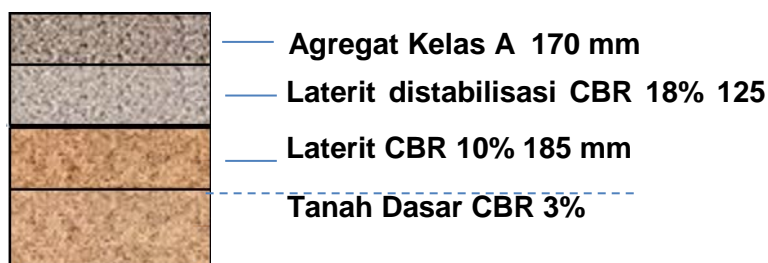 Agregat Kelas A 170 mm
Laterit distabilisasi CBR 18% 125
Laterit CBR 10% 185 mm
Tanah Dasar CBR 3%